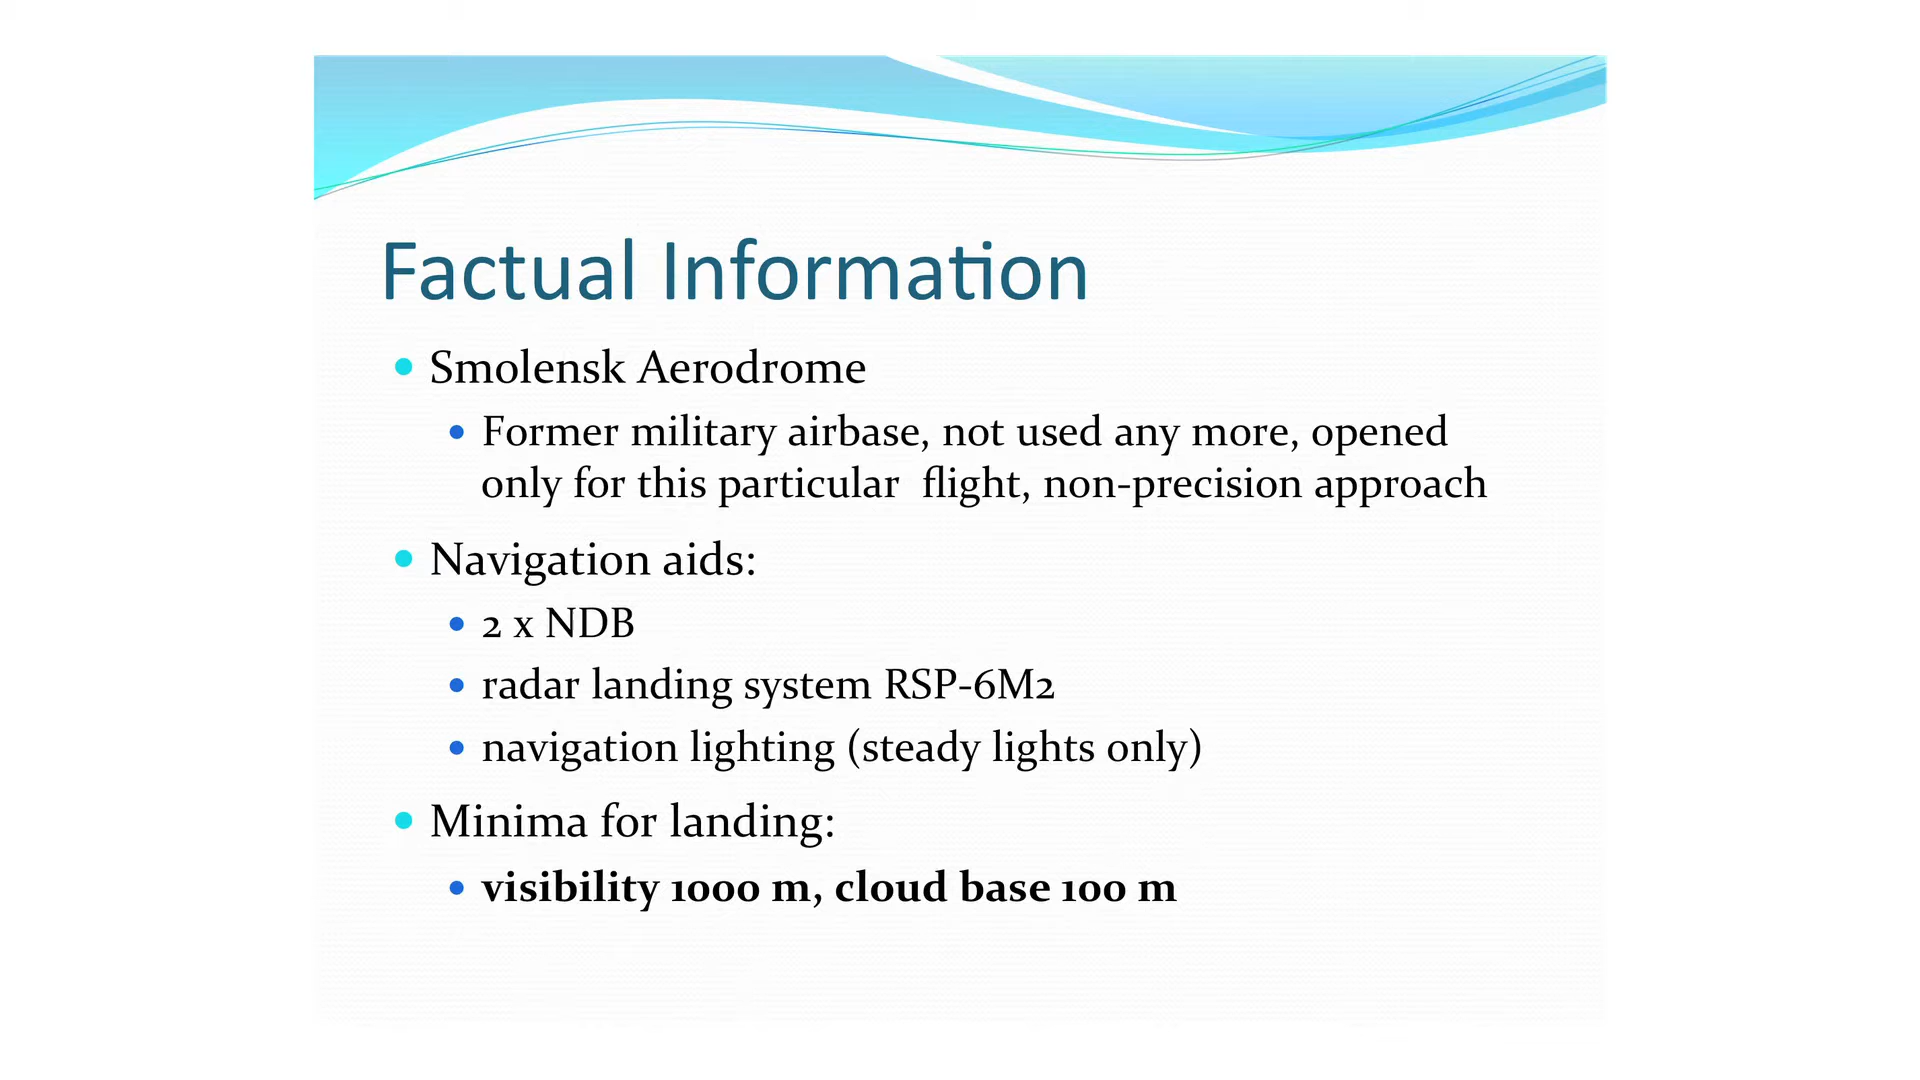 Factual Information
Smolensk Aerodrome
Former military airbase, not used any more, opened
only for this particular flight, non-precision approach
Navigation aids:
2 x NDB
radar landing system RSP-6M2
navigation lighting (steady lights only)
Minima for landing:
visibility 1000 m, cloud base 100 m